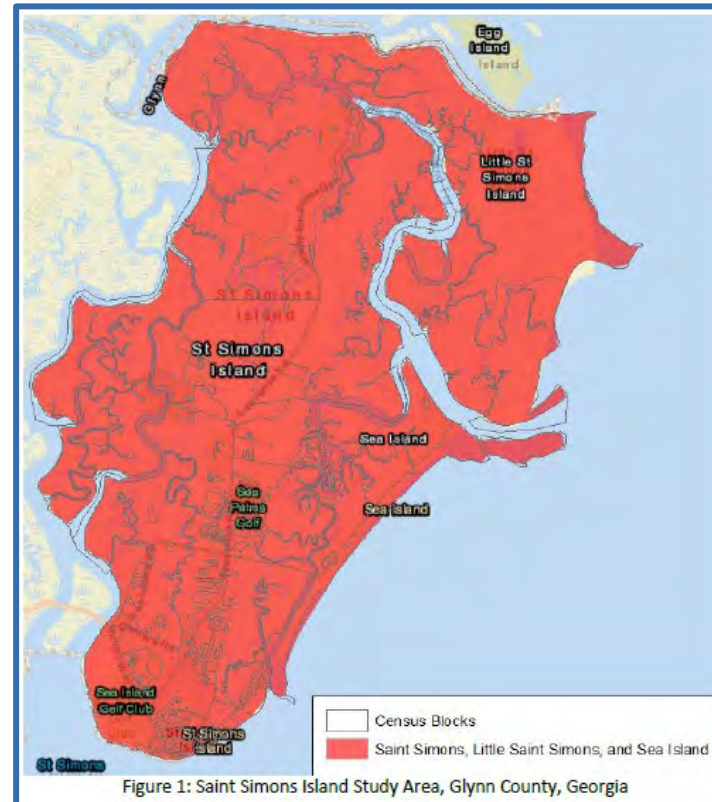 Egg
Island
Island
Glynn
Little St
Simons
Island
St Simons
Island
St Simons
Island
Sea Island
Sea
Palms
Golf
Sea Island
Sea Island
Golf Club
St Simons
Island
St Simons
Census Blocks
Saint Simons, Little Saint Simons, and Sea Island
Figure 1: Saint Simons Island Study Area, Glynn County, Georgia